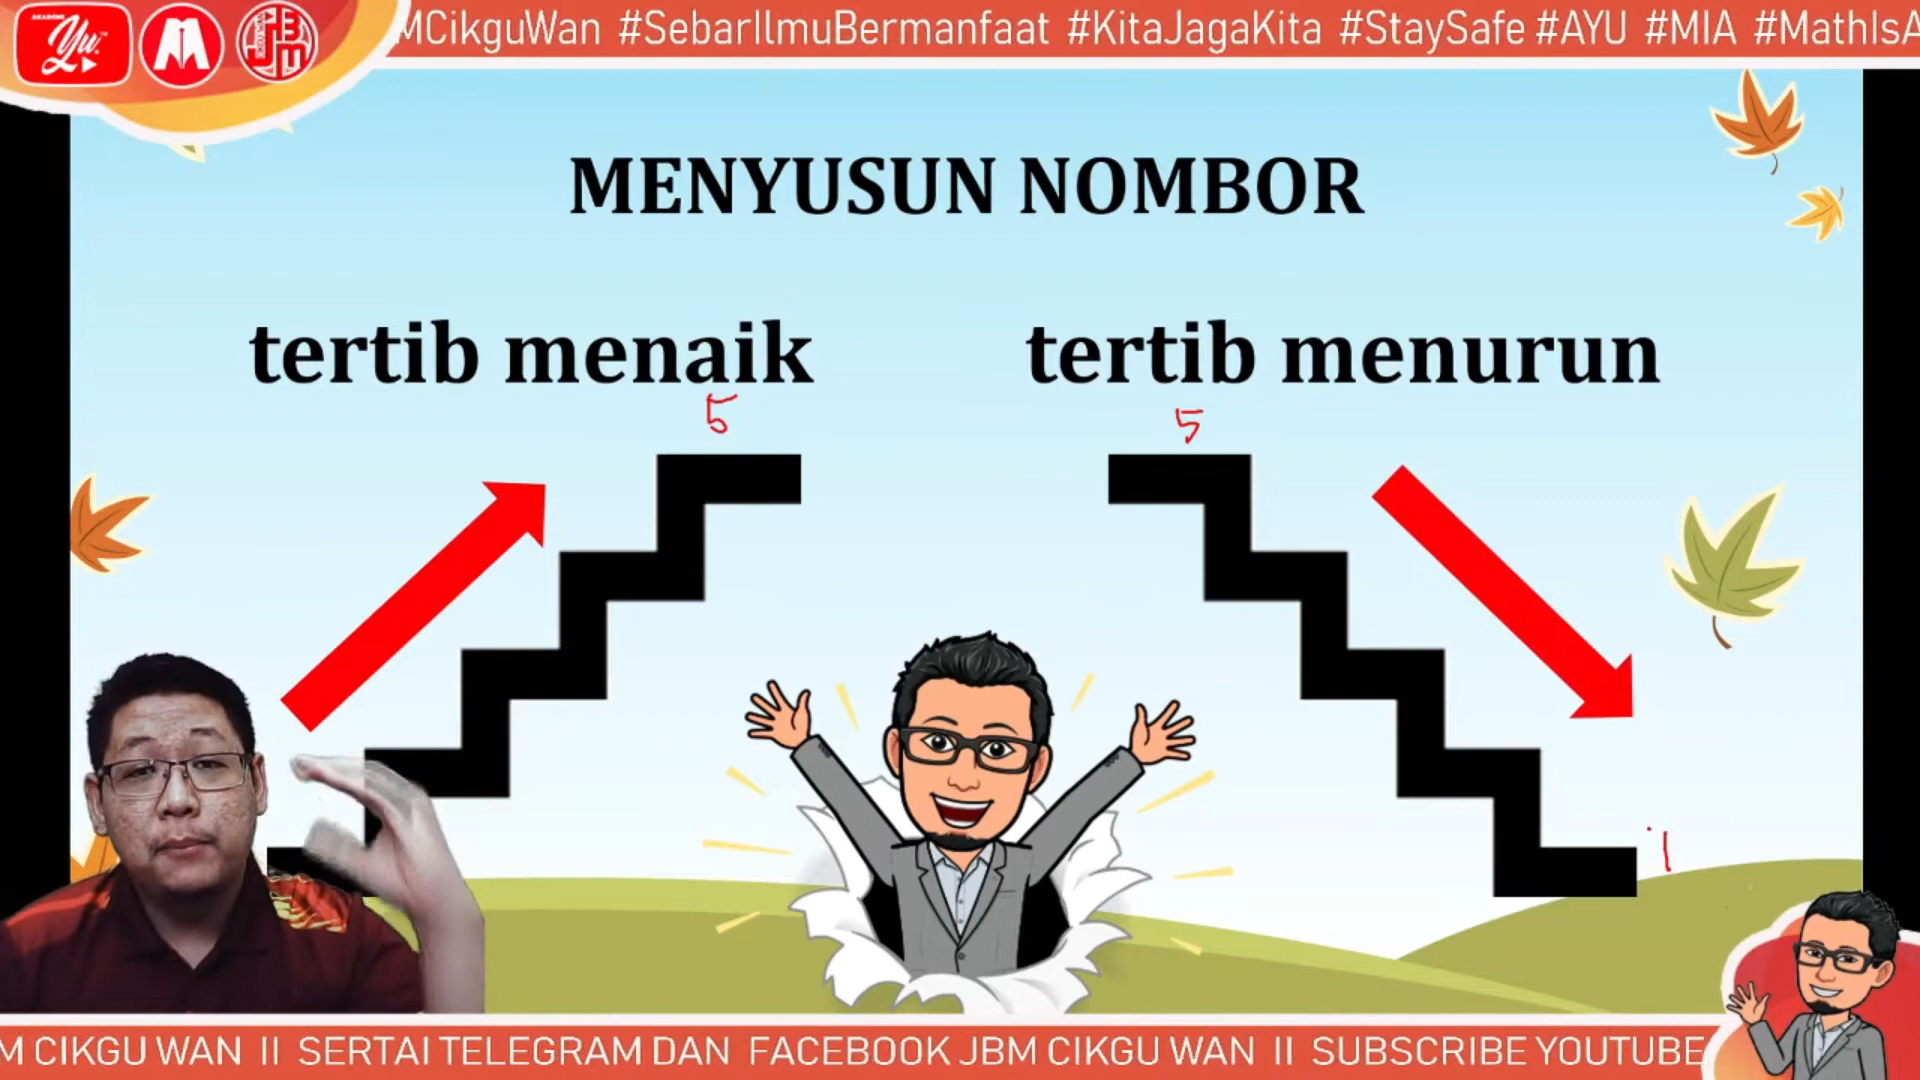 MCikguWan #SebarIlmuBermanfaat #KitaJagaKita #StaySafe #AYU #MIA #MathIsA
MENYUSUN NOMBOR
tertib menaik
tertib menurun
5
5
1
M CIKGU WAN II SERTAI TELEGRAM DAN FACEBOOK JBM CIKGU WAN II SUBSCRIBE YOUTUBE